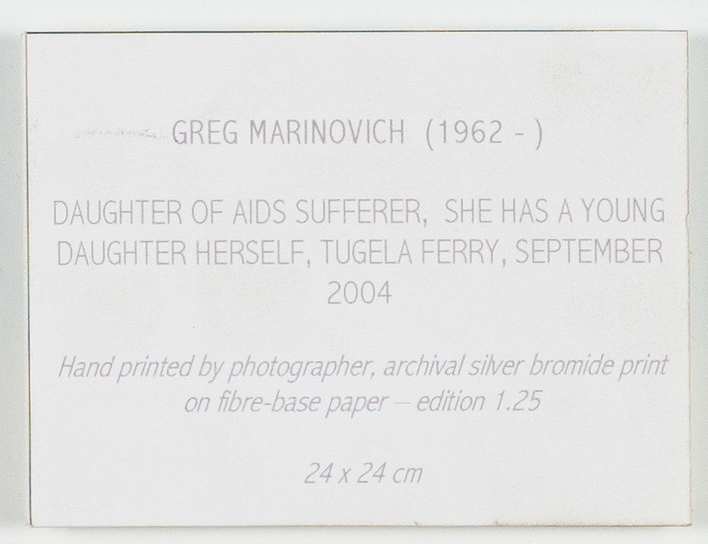 GREG MARINOVICH (1962 - )
DAUGHTER OF AIDS SUFFERER, SHE HAS A YOUNG
DAUGHTER HERSELF, TUGELA FERRY, SEPTEMBER
2004
Hand printed by photographer, archival silver bromide print
on fibre-base paper – edition 1.25
24 x 24 cm